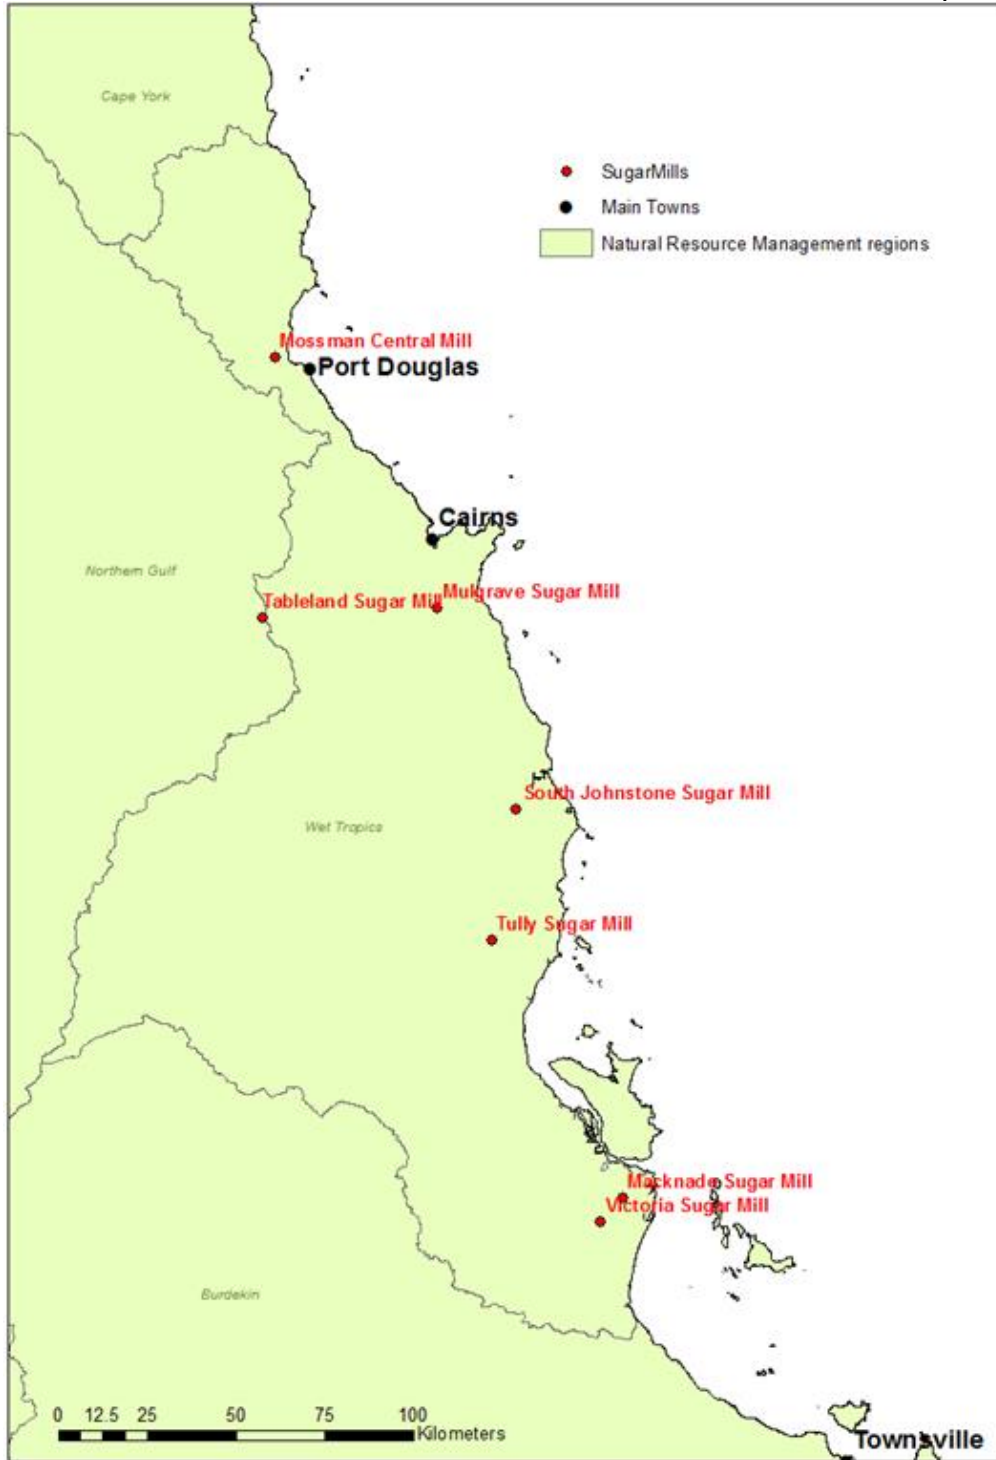 Cape York
SugarMills
Main Towns
Natural Resource Management regions
Mossman Central Mill
Port Douglas
Cairns
Northern Gulf
Tableland Sugar Mill
Mulgrave Sugar Mill
South Johnstone Sugar Mill
Wet Tropics
Tully Sugar Mill
Macknade Sugar Mill
Victoria Sugar Mill
Burdekin
0 12.5 25 50 75 100
Kilometers
Townsville